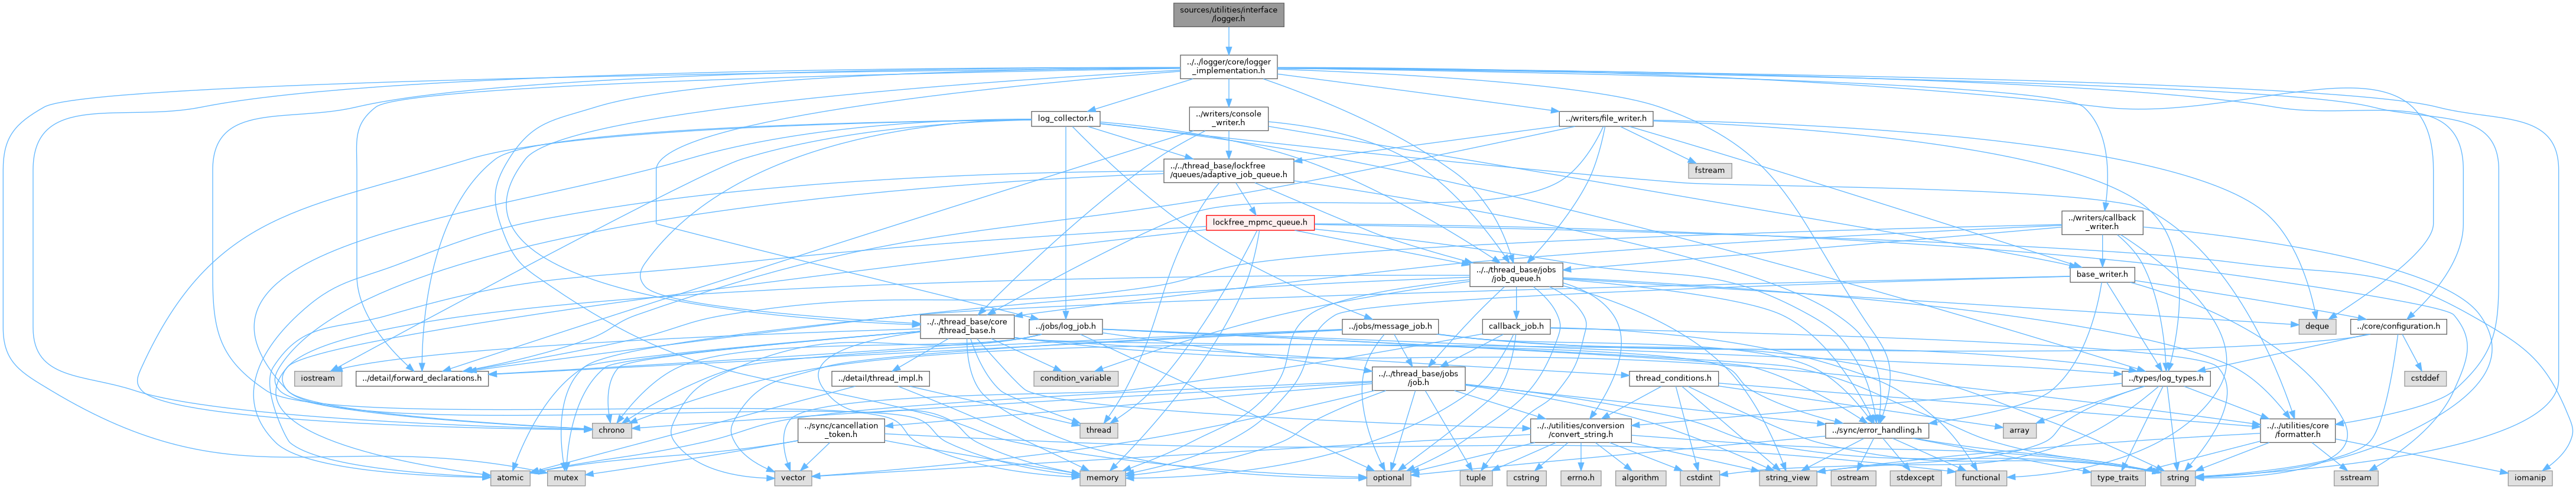 sources/utilities/interface
/logger.h
../../logger/core/logger
_implementation.h
log_collector.h
../writers/console
_writer.h
../writers/file_writer.h
../../thread_base/lockfree
/queues/adaptive_job_queue.h
fstream
lockfree_mpmc_queue.h
../writers/callback
_writer.h
../../thread_base/jobs
/job_queue.h
base_writer.h
../../thread_base/core
/thread_base.h
../jobs/log_job.h
../jobs/message_job.h
callback_job.h
deque
../core/configuration.h
iostream
../detail/forward_declarations.h
../detail/thread_impl.h
condition_variable
../../thread_base/jobs
/job.h
thread_conditions.h
../types/log_types.h
cstddef
chrono
../sync/cancellation
_token.h
thread
../../utilities/conversion
/convert_string.h
../sync/error_handling.h
array
../../utilities/core
/formatter.h
atomic
mutex
vector
memory
optional
tuple
cstring
errno.h
algorithm
cstdint
string_view
ostream
stdexcept
functional
type_traits
string
sstream
iomanip